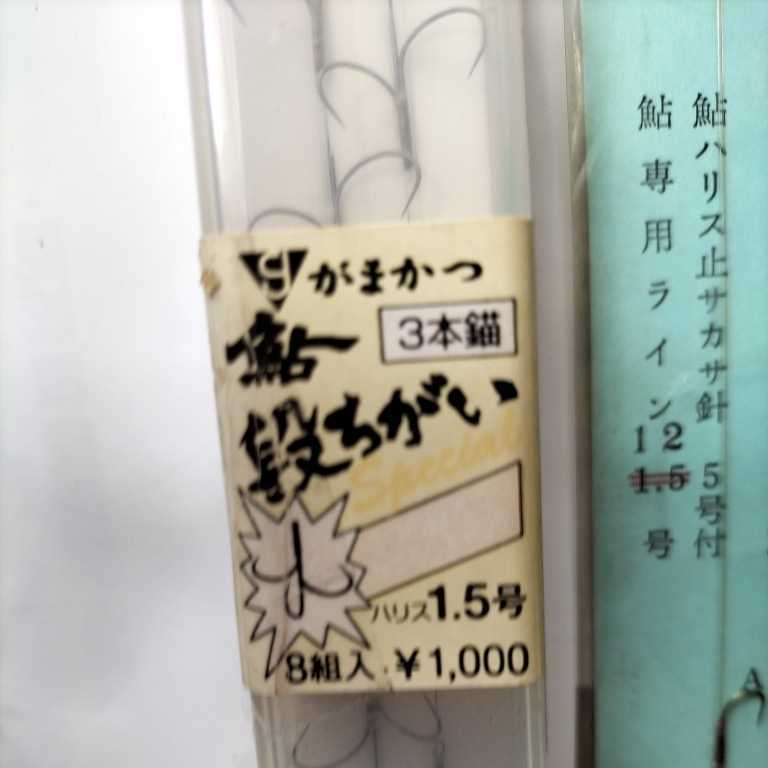 がまかつ
鮎
3本錨
段ちがい
Special
ハリス1.5号
8組入 ¥1,000
鮎ハリス止サカサ針 5号付
鮎専用ライン 12 1.5 号
A